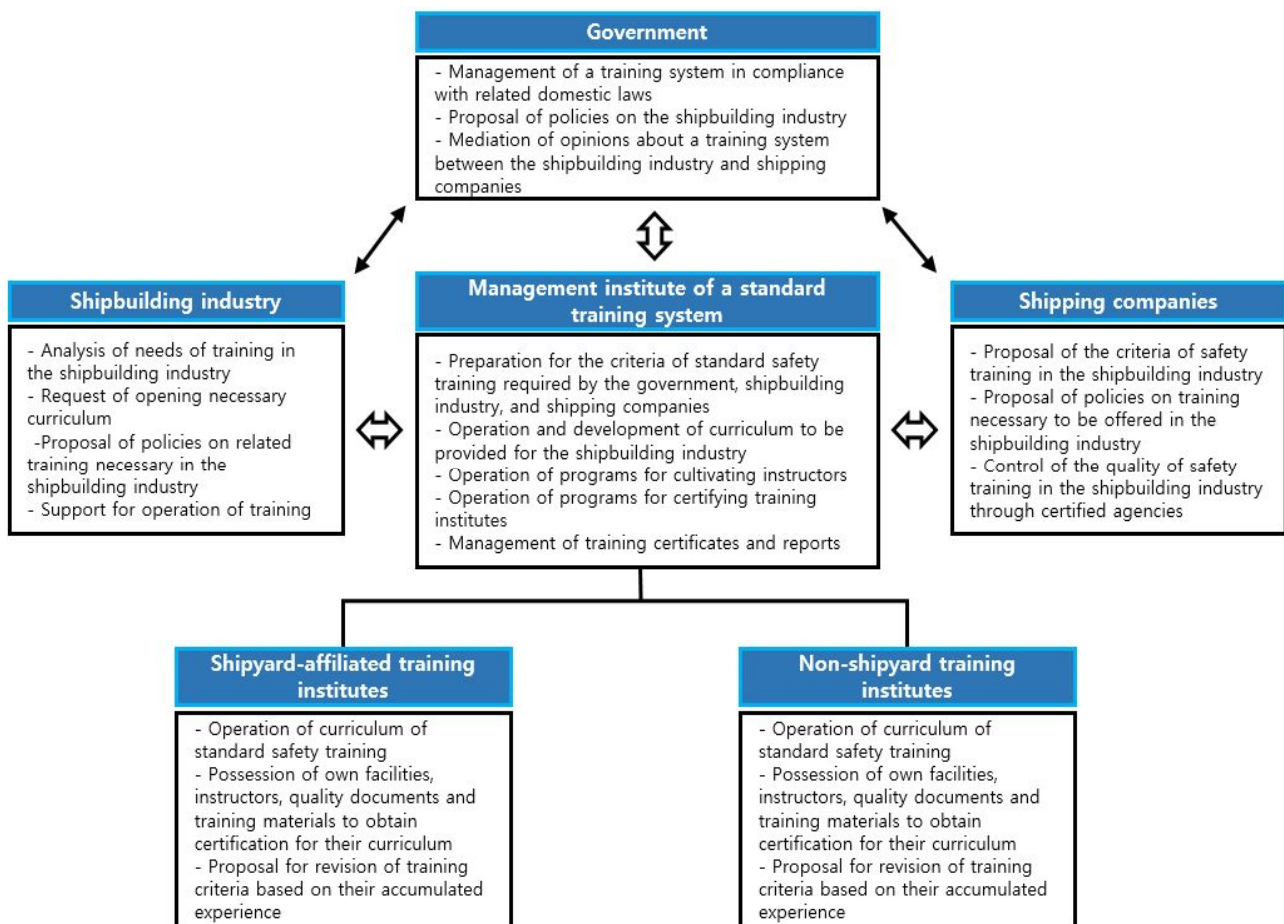 Government
- Management of a training system in compliance
with related domestic laws
- Proposal of policies on the shipbuilding industry
- Mediation of opinions about a training system
between the shipbuilding industry and shipping
companies
Shipbuilding industry
- Analysis of needs of training in
the shipbuilding industry
- Request of opening necessary
curriculum
-Proposal of policies on related
training necessary in the
shipbuilding industry
- Support for operation of training
Management institute of a standard
training system
- Preparation for the criteria of standard safety
training required by the government, shipbuilding
industry, and shipping companies
- Operation and development of curriculum to be
provided for the shipbuilding industry
- Operation of programs for cultivating instructors
- Operation of programs for certifying training
institutes
- Management of training certificates and reports
Shipping companies
- Proposal of the criteria of safety
training in the shipbuilding industry
- Proposal of policies on training
necessary to be offered in the
shipbuilding industry
- Control of the quality of safety
training in the shipbuilding industry
through certified agencies
Shipyard-affiliated training
institutes
- Operation of curriculum of
standard safety training
- Possession of own facilities,
instructors, quality documents and
training materials to obtain
certification for their curriculum
- Proposal for revision of training
criteria based on their accumulated
experience
Non-shipyard training
institutes
- Operation of curriculum of
standard safety training
- Possession of own facilities,
instructors, quality documents and
training materials to obtain
certification for their curriculum
- Proposal for revision of training
criteria based on their accumulated
experience